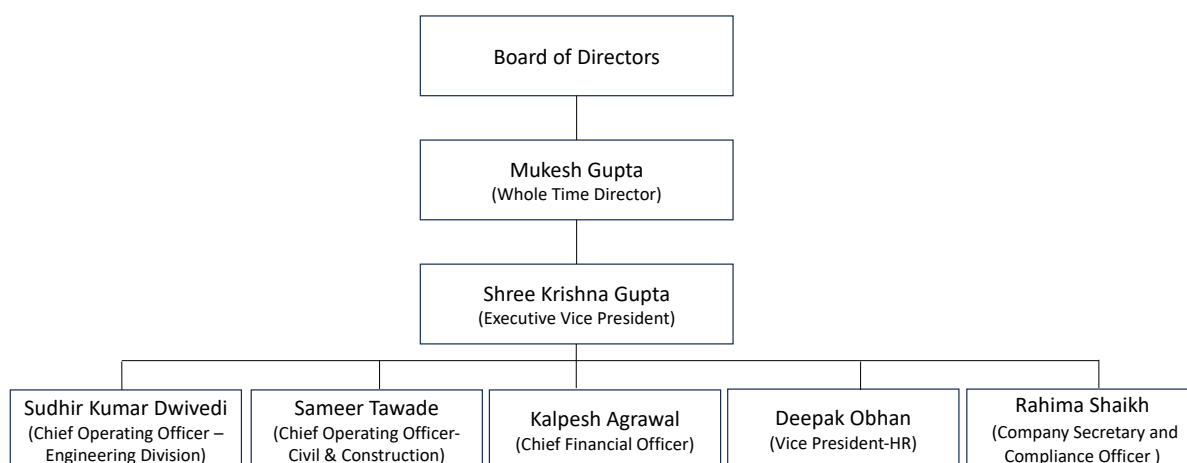 Board of Directors
Mukesh Gupta
(Whole Time Director)
Shree Krishna Gupta
(Executive Vice President)
Sudhir Kumar Dwivedi
(Chief Operating Officer –
Engineering Division)
Sameer Tawade
(Chief Operating Officer-
Civil & Construction)
Kalpesh Agrawal
(Chief Financial Officer)
Deepak Obhan
(Vice President-HR)
Rahima Shaikh
(Company Secretary and
Compliance Officer )